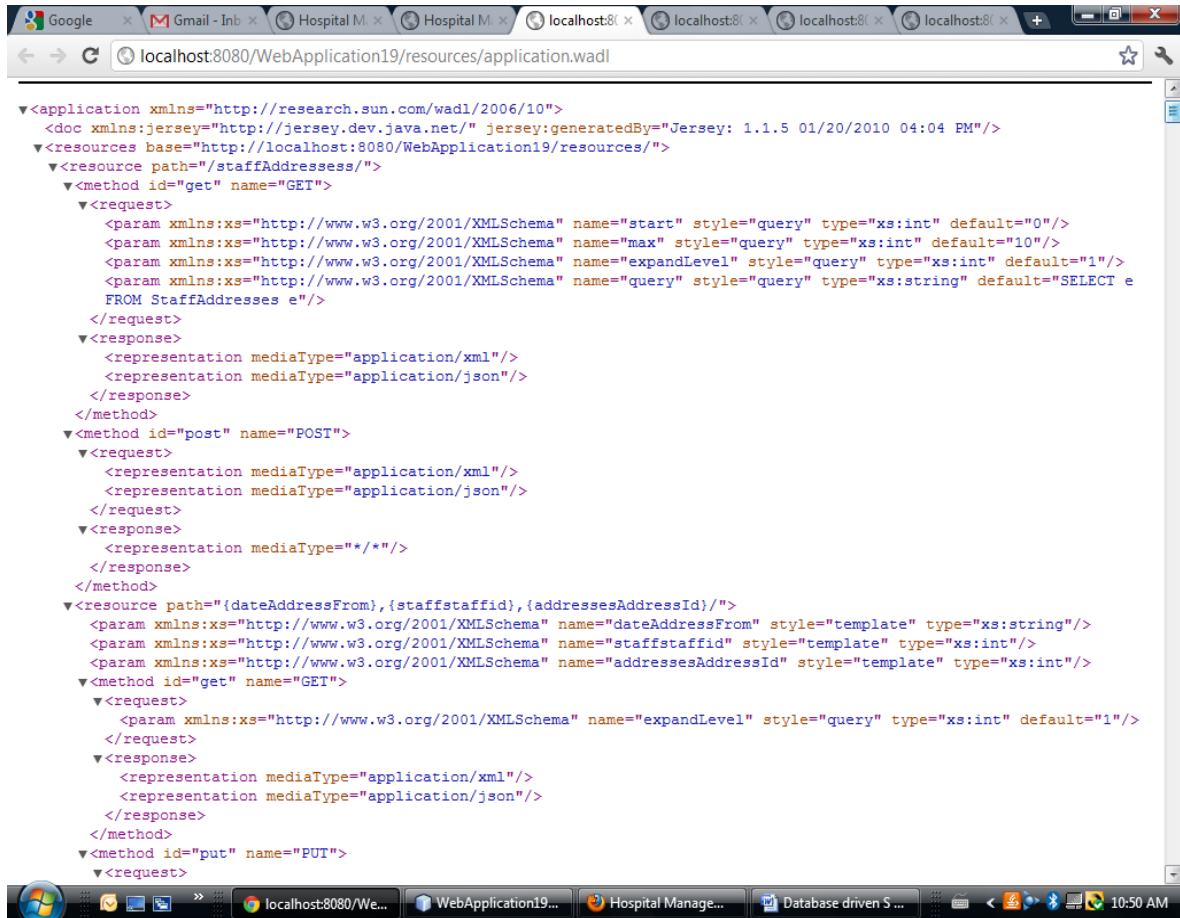 Google
Gmail - Inb
Hospital M
Hospital M
localhost:80
localhost:80
localhost:80
localhost:80
localhost:8080/WebApplication19/resources/application.wadl
▼<application xmlns="http://research.sun.com/wadl/2006/10">
<doc xmlns:jersey="http://jersey.dev.java.net/" jersey:generatedBy="Jersey: 1.1.5 01/20/2010 04:04 PM"/>
▼<resources base="http://localhost:8080/WebApplication19/resources/">
▼<resource path="/staffAddressess/">
▼<method id="get" name="GET">
▼<request>
<param xmlns:xs="http://www.w3.org/2001/XMLSchema" name="start" style="query" type="xs:int" default="0"/>
<param xmlns:xs="http://www.w3.org/2001/XMLSchema" name="max" style="query" type="xs:int" default="10"/>
<param xmlns:xs="http://www.w3.org/2001/XMLSchema" name="expandLevel" style="query" type="xs:int" default="1"/>
<param xmlns:xs="http://www.w3.org/2001/XMLSchema" name="query" style="query" type="xs:string" default="SELECT e
FROM StaffAddresses e"/>
</request>
▼<response>
<representation mediaType="application/xml"/>
<representation mediaType="application/json"/>
</response>
</method>
▼<method id="post" name="POST">
▼<request>
<representation mediaType="application/xml"/>
<representation mediaType="application/json"/>
</request>
▼<response>
<representation mediaType="*/*"/>
</response>
</method>
▼<resource path="{dateAddressFrom},{staffstaffid},{addressesAddressId}/">
<param xmlns:xs="http://www.w3.org/2001/XMLSchema" name="dateAddressFrom" style="template" type="xs:string"/>
<param xmlns:xs="http://www.w3.org/2001/XMLSchema" name="staffstaffid" style="template" type="xs:int"/>
<param xmlns:xs="http://www.w3.org/2001/XMLSchema" name="addressesAddressId" style="template" type="xs:int"/>
▼<method id="get" name="GET">
▼<request>
<param xmlns:xs="http://www.w3.org/2001/XMLSchema" name="expandLevel" style="query" type="xs:int" default="1"/>
</request>
▼<response>
<representation mediaType="application/xml"/>
<representation mediaType="application/json"/>
</response>
</method>
▼<method id="put" name="PUT">
▼<request>
localhost:8080/We...
WebApplication19...
Hospital Manage...
Database driven S ...
10:50 AM